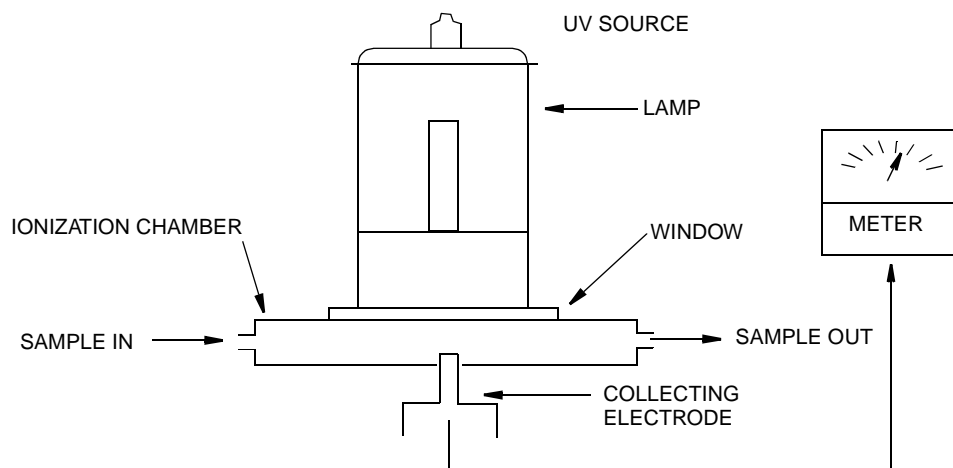 UV SOURCE
LAMP
IONIZATION CHAMBER
WINDOW
METER
SAMPLE IN
SAMPLE OUT
COLLECTING
ELECTRODE